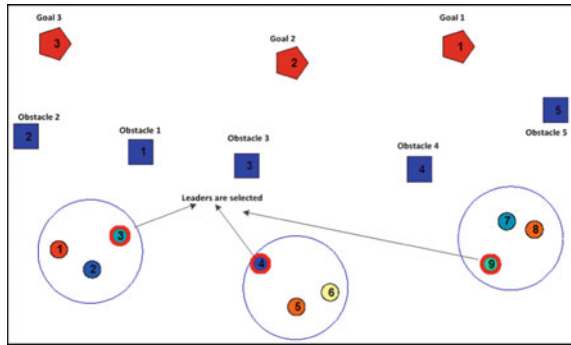 Goal 3
Goal 2
Goal 1
3
2
1
Obstacle 2
Obstacle 1
Obstacle 3
Obstacle 4
5
Obstacle 5
2
1
3
4
Leaders are selected
3
1
2
4
5
6
7
8
9